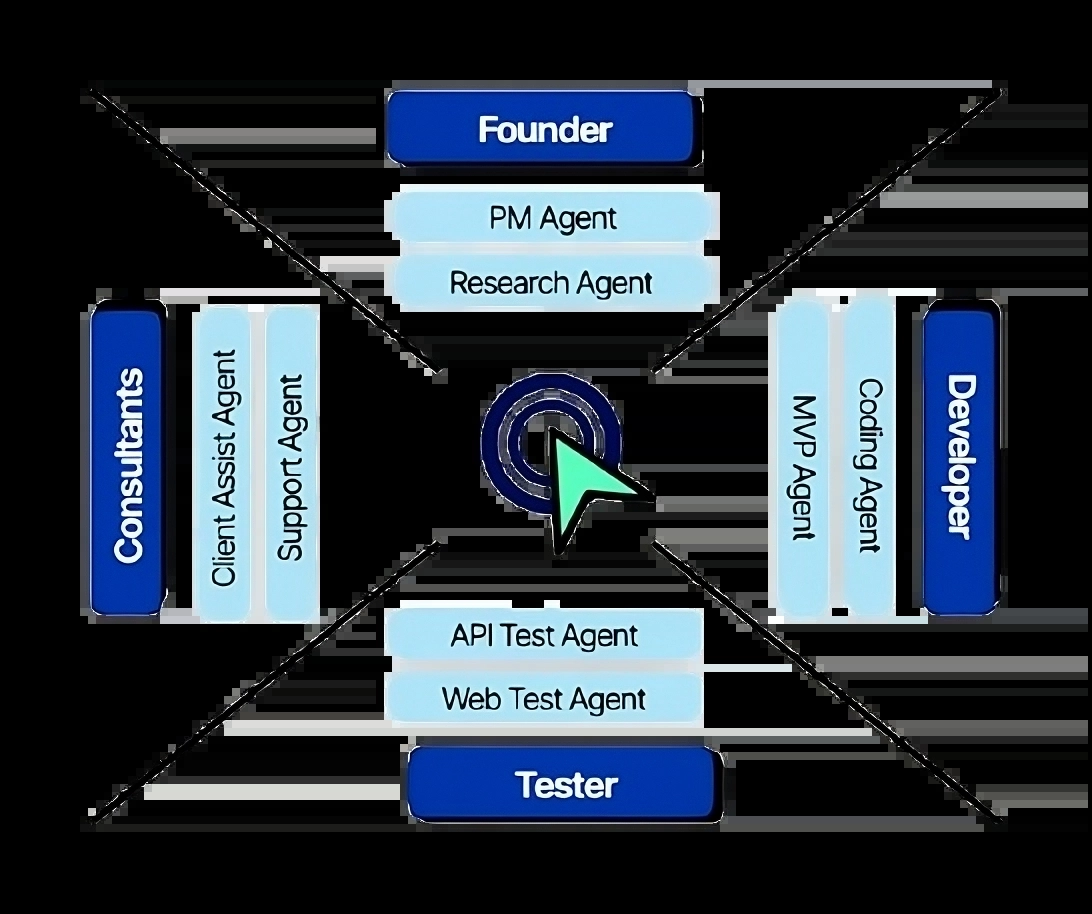 Founder
PM Agent
Research Agent
Consultants
Client Assist Agent
Support Agent
MVP Agent
Coding Agent
Developer
API Test Agent
Web Test Agent
Tester